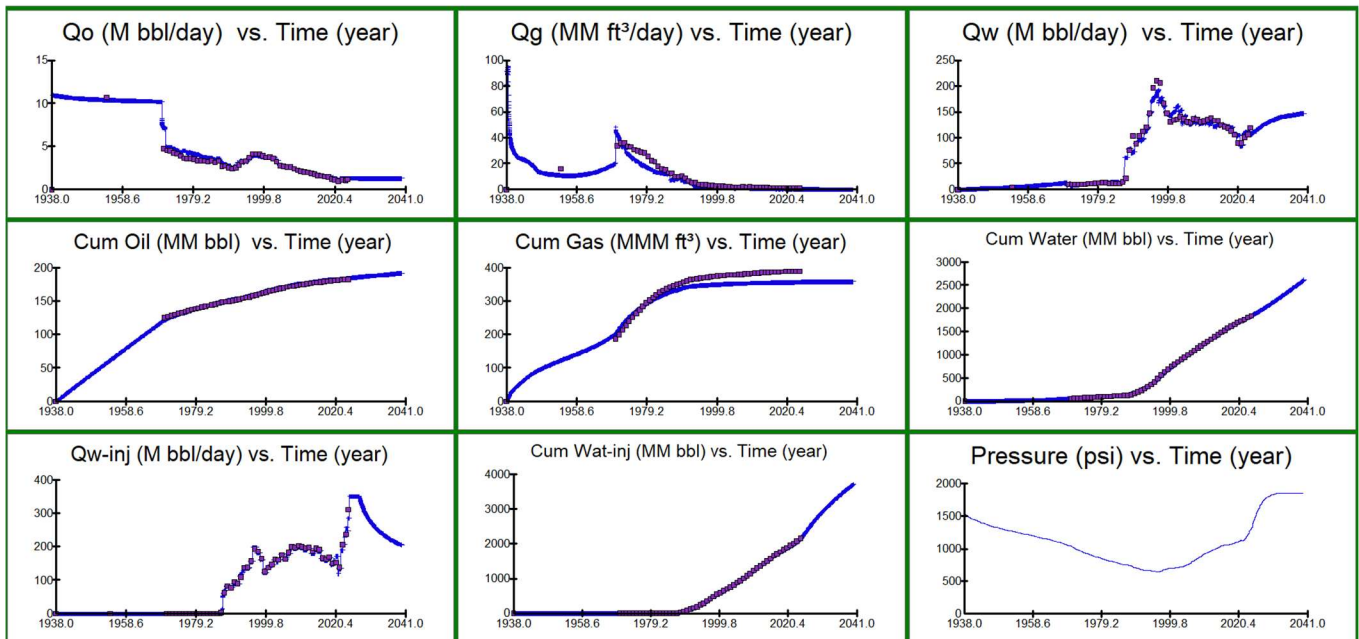 Qo (M bbl/day) vs. Time (year)
15
10
5
0
1938.0 1958.6 1979.2 1999.8 2020.4 2041.0
Qg (MM ft³/day) vs. Time (year)
100
80
60
40
20
0
1938.0 1958.6 1979.2 1999.8 2020.4 2041.0
Qw (M bbl/day) vs. Time (year)
250
200
150
100
50
0
1938.0 1958.6 1979.2 1999.8 2020.4 2041.0
Cum Oil (MM bbl) vs. Time (year)
200
150
100
50
0
1938.0 1958.6 1979.2 1999.8 2020.4 2041.0
Cum Gas (MMM ft³) vs. Time (year)
400
300
200
100
0
1938.0 1958.6 1979.2 1999.8 2020.4 2041.0
Cum Water (MM bbl) vs. Time (year)
3000
2500
2000
1500
1000
500
0
1938.0 1958.6 1979.2 1999.8 2020.4 2041.0
Qw-inj (M bbl/day) vs. Time (year)
400
300
200
100
0
1938.0 1958.6 1979.2 1999.8 2020.4 2041.0
Cum Wat-inj (MM bbl) vs. Time (year)
4000
3000
2000
1000
0
1938.0 1958.6 1979.2 1999.8 2020.4 2041.0
Pressure (psi) vs. Time (year)
2000
1500
1000
500
0
1938.0 1958.6 1979.2 1999.8 2020.4 2041.0